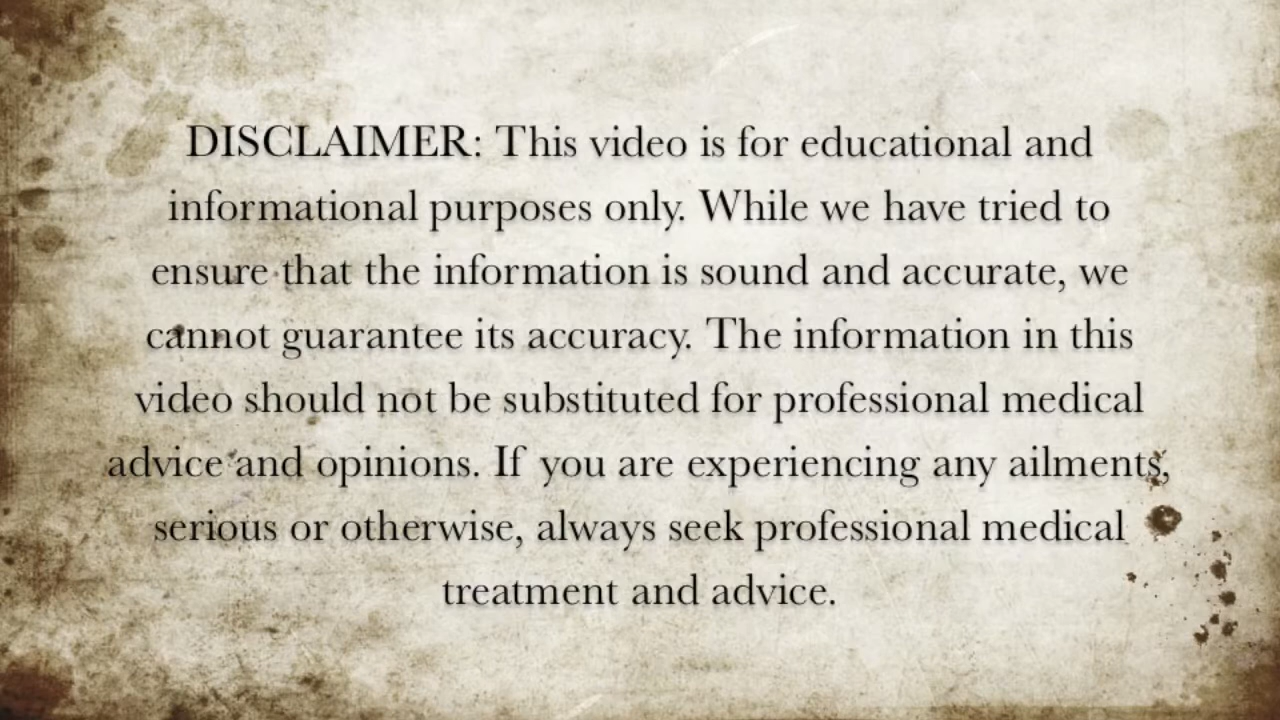 DISCLAIMER: This video is for educational and
informational purposes only. While we have tried to
ensure that the information is sound and accurate, we
cannot guarantee its accuracy. The information in this
video should not be substituted for professional medical
advice and opinions. If you are experiencing any ailments,
serious or otherwise, always seek professional medical
treatment and advice.